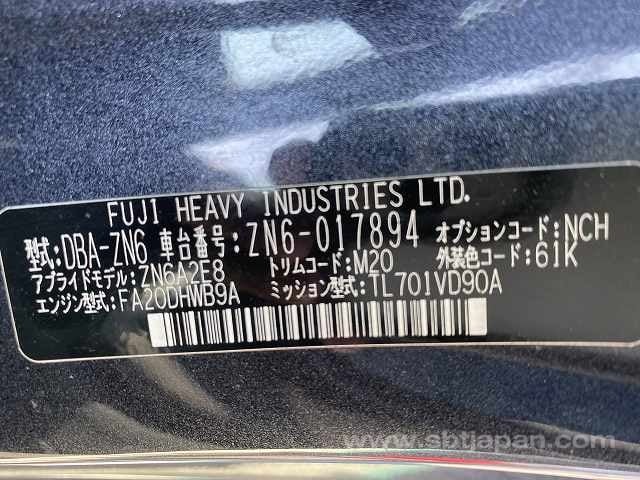 FUJI HEAVY INDUSTRIES LTD.
型式:DBA-ZN6 車台番号:ZN6-017894 オプションコード:NCH
アプライドモデル:ZN6A2E8 トリムコード:M20 外装色コード:61K
エンジン型式:FA20DHWB9A ミッション型式:TL701VD90A
www.sbtjapan.com